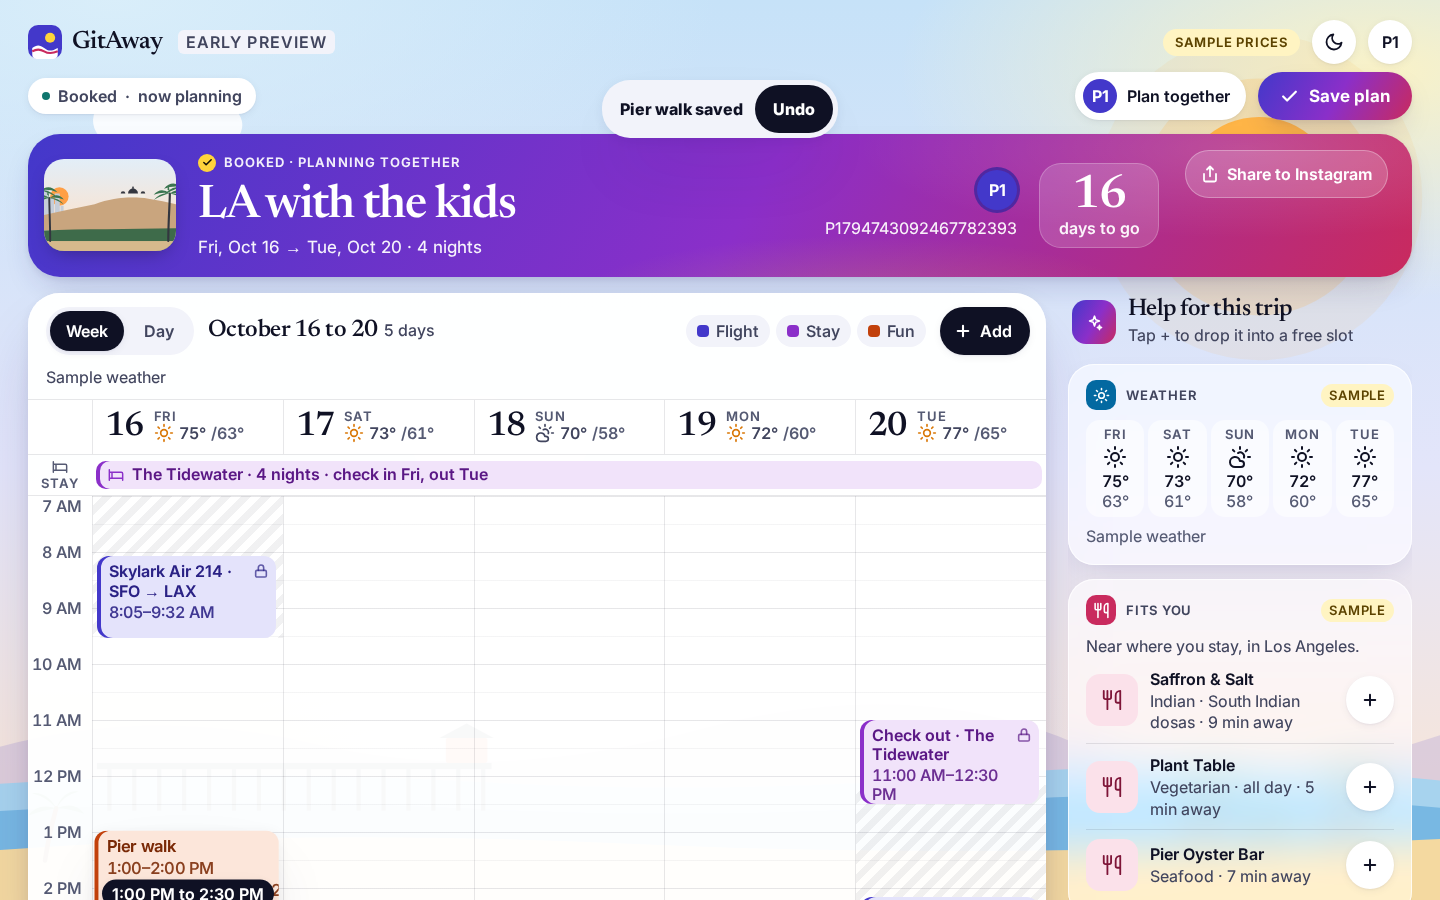 GitAway EARLY PREVIEW
SAMPLE PRICES
P1
Booked · now planning
Pier walk saved Undo
P1 Plan together
Save plan
BOOKED · PLANNING TOGETHER
LA with the kids
Fri, Oct 16 → Tue, Oct 20 · 4 nights
P1
P1794743092467782393
16
days to go
Share to Instagram
Week Day October 16 to 20 5 days
Flight Stay Fun
+ Add
Sample weather
16 FRI 75° /63°
17 SAT 73° /61°
18 SUN 70° /58°
19 MON 72° /60°
20 TUE 77° /65°
STAY
The Tidewater · 4 nights · check in Fri, out Tue
7 AM
8 AM
Skylark Air 214 ·
SFO → LAX
8:05–9:32 AM
9 AM
10 AM
11 AM
Check out · The
Tidewater
11:00 AM–12:30
PM
12 PM
1 PM
Pier walk
1:00–2:00 PM
1:00 PM to 2:30 PM
2 PM
Help for this trip
Tap + to drop it into a free slot
WEATHER SAMPLE
FRI SAT SUN MON TUE
75° 73° 70° 72° 77°
63° 61° 58° 60° 65°
Sample weather
FITS YOU SAMPLE
Near where you stay, in Los Angeles.
Saffron & Salt
Indian · South Indian
dosas · 9 min away
+
Plant Table
Vegetarian · all day · 5
min away
+
Pier Oyster Bar
Seafood · 7 min away
+